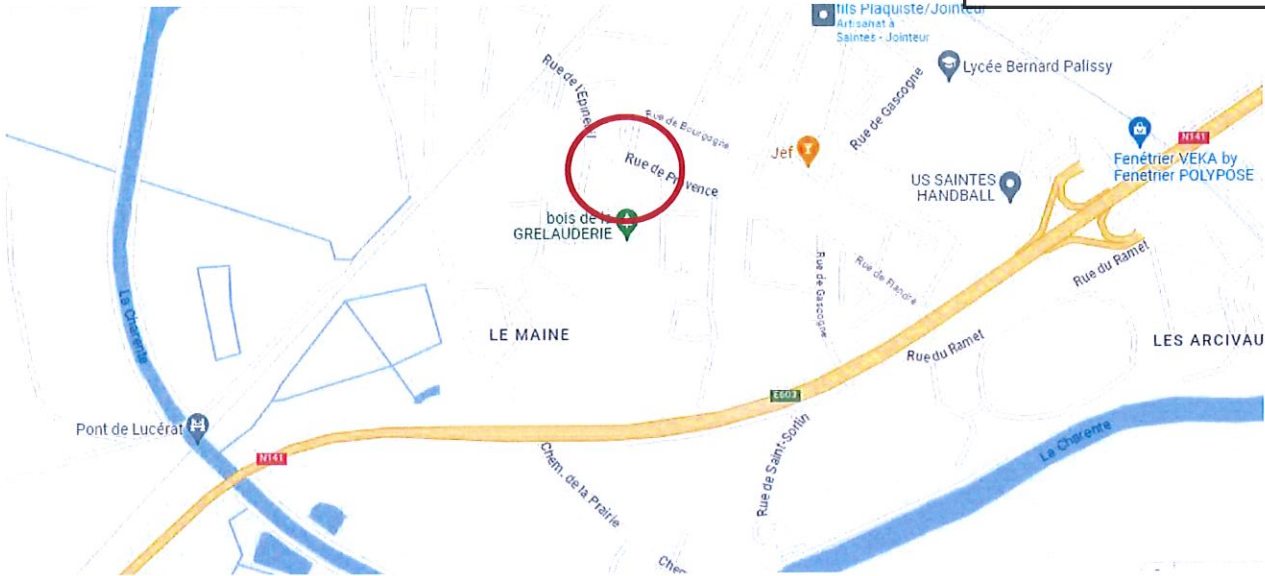 fils Plaquiste/Jointeur
Artisanat à
Saintes - Jointeur
Lycée Bernard Palissy
Rue de l'Épineuil
Rue de Bourgogne
Rue de Gascogne
N141
Jef
Rue de Provence
Fenêtrier VEKA by
Fenêtrier POLYPOSE
US SAINTES
HANDBALL
bois de la
GRELAUDERIE
Rue du Ramet
Rue de Flandre
Rue de Gascogne
La Charente
LE MAINE
Rue du Ramet
LES ARCIVAU
E603
Pont de Lucérat
La Charente
N141
Chem. de la Prairie
Rue de Saint-Sorlin
Chem